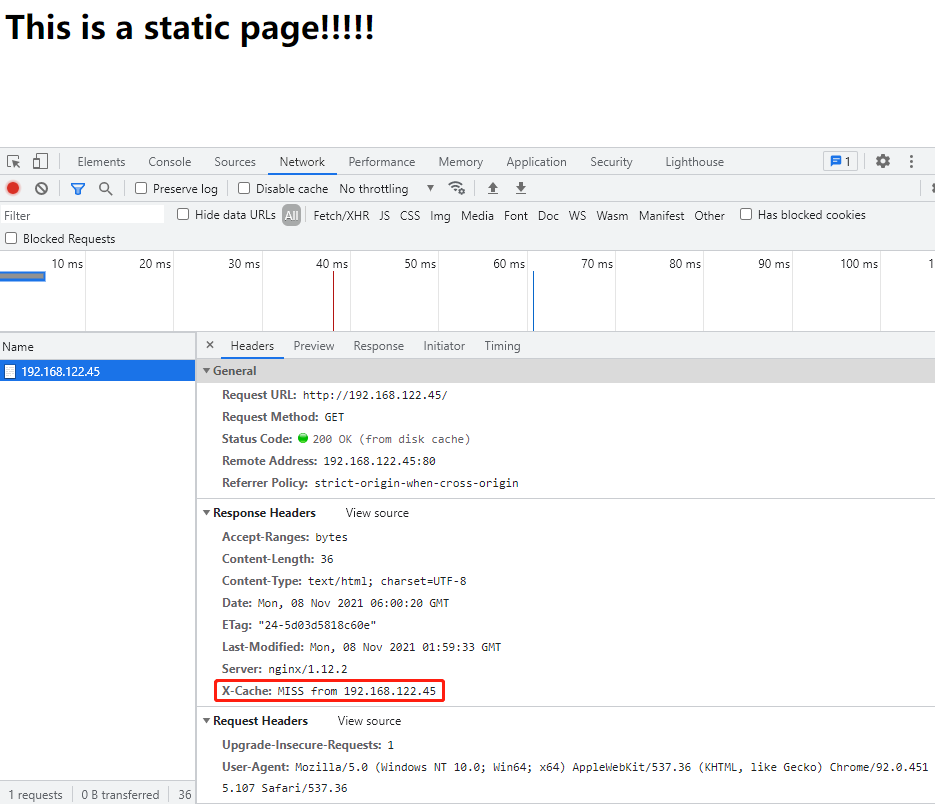 This is a static page!!!!!
Elements Console Sources Network Performance Memory Application Security Lighthouse 1
Preserve log Disable cache No throttling
Filter Hide data URLs All Fetch/XHR JS CSS Img Media Font Doc WS Wasm Manifest Other Has blocked cookies
Blocked Requests
10 ms 20 ms 30 ms 40 ms 50 ms 60 ms 70 ms 80 ms 90 ms 100 ms 1
Name × Headers Preview Response Initiator Timing
192.168.122.45 General
Request URL: http://192.168.122.45/
Request Method: GET
Status Code: 200 OK (from disk cache)
Remote Address: 192.168.122.45:80
Referrer Policy: strict-origin-when-cross-origin
Response Headers View source
Accept-Ranges: bytes
Content-Length: 36
Content-Type: text/html; charset=UTF-8
Date: Mon, 08 Nov 2021 06:00:20 GMT
ETag: "24-5d03d5818c60e"
Last-Modified: Mon, 08 Nov 2021 01:59:33 GMT
Server: nginx/1.12.2
X-Cache: MISS from 192.168.122.45
Request Headers View source
Upgrade-Insecure-Requests: 1
User-Agent: Mozilla/5.0 (Windows NT 10.0; Win64; x64) AppleWebKit/537.36 (KHTML, like Gecko) Chrome/92.0.451
5.107 Safari/537.36
1 requests 0 B transferred 36